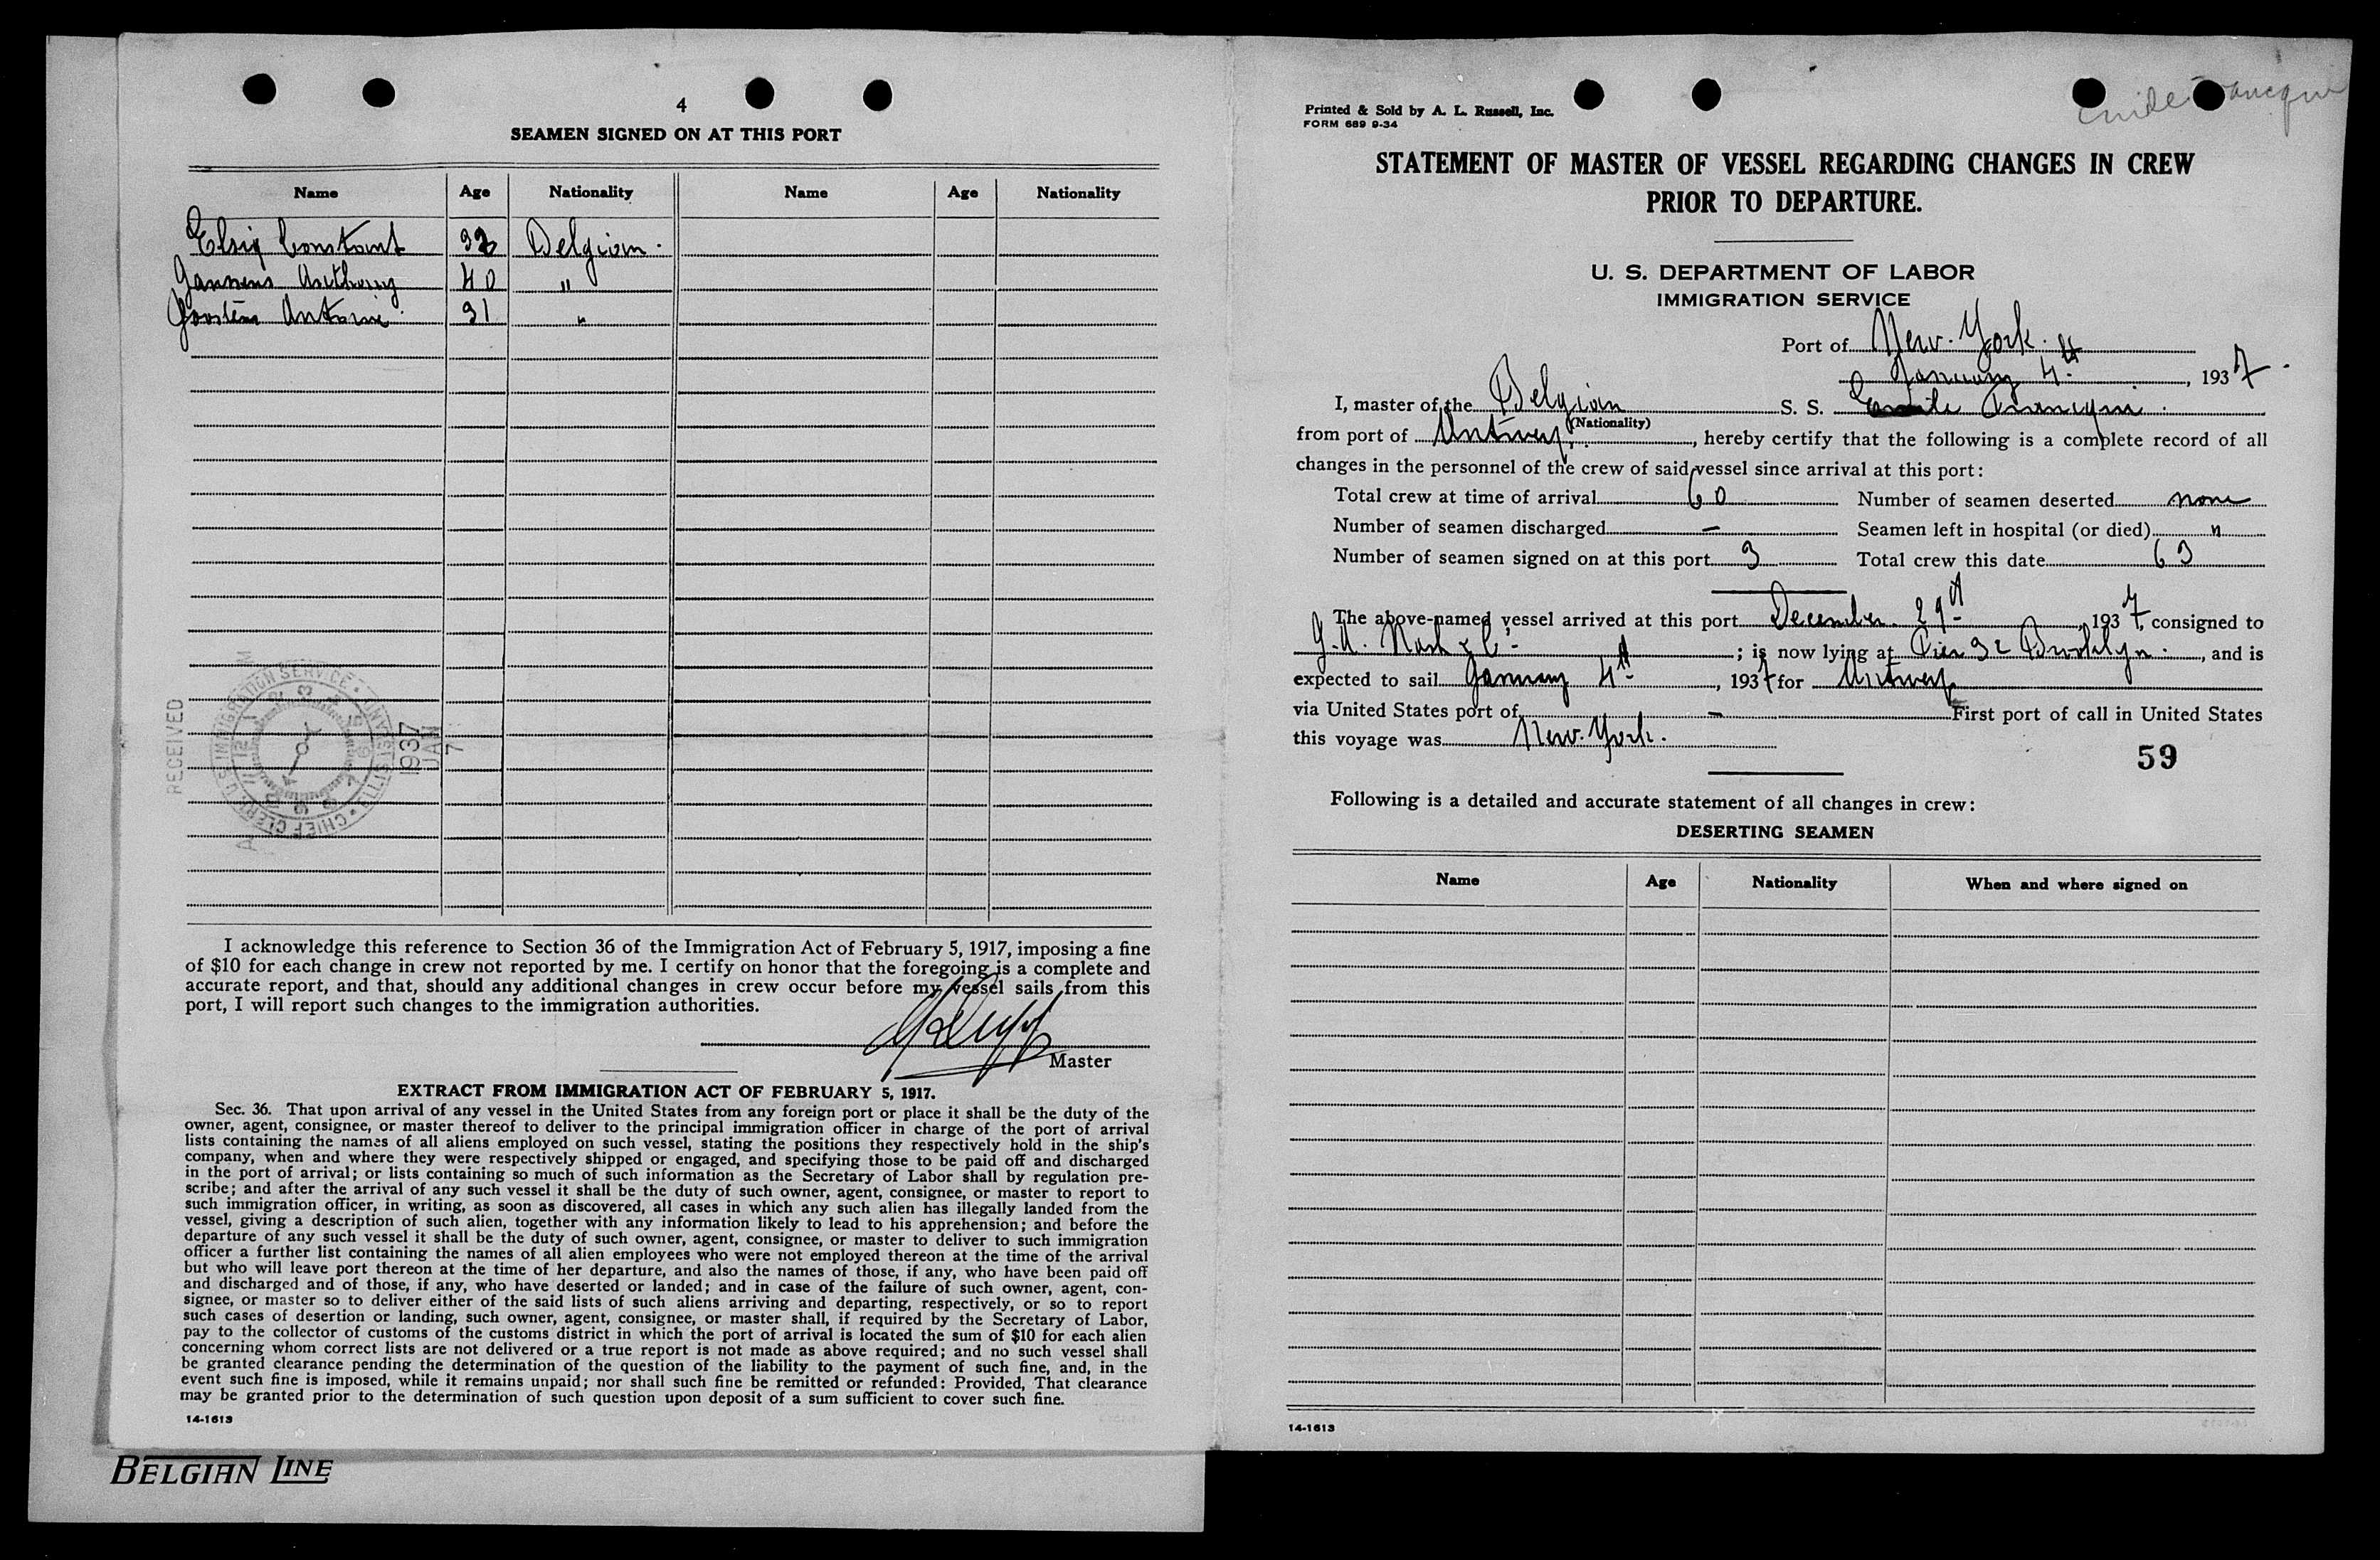 4
SEAMEN SIGNED ON AT THIS PORT
Name Age Nationality Name Age Nationality
Elsig Constant 32 Belgian.
Janssens Anthony 40 "
Joostens Antoine 31 "
RECEIVED
U.S. IMMIGRATION SERVICE • ELLIS ISLAND • CHIEF CLERK
1937
JAN
7
I acknowledge this reference to Section 36 of the Immigration Act of February 5, 1917, imposing a fine
of $10 for each change in crew not reported by me. I certify on honor that the foregoing is a complete and
accurate report, and that, should any additional changes in crew occur before my vessel sails from this
port, I will report such changes to the immigration authorities.
Master
EXTRACT FROM IMMIGRATION ACT OF FEBRUARY 5, 1917.
Sec. 36. That upon arrival of any vessel in the United States from any foreign port or place it shall be the duty of the
owner, agent, consignee, or master thereof to deliver to the principal immigration officer in charge of the port of arrival
lists containing the names of all aliens employed on such vessel, stating the positions they respectively hold in the ship's
company, when and where they were respectively shipped or engaged, and specifying those to be paid off and discharged
in the port of arrival; or lists containing so much of such information as the Secretary of Labor shall by regulation pre-
scribe; and after the arrival of any such vessel it shall be the duty of such owner, agent, consignee, or master to report to
such immigration officer, in writing, as soon as discovered, all cases in which any such alien has illegally landed from the
vessel, giving a description of such alien, together with any information likely to lead to his apprehension; and before the
departure of any such vessel it shall be the duty of such owner, agent, consignee, or master to deliver to such immigration
officer a further list containing the names of all alien employees who were not employed thereon at the time of the arrival
but who will leave port thereon at the time of her departure, and also the names of those, if any, who have been paid off
and discharged and of those, if any, who have deserted or landed; and in case of the failure of such owner, agent, con-
signee, or master so to deliver either of the said lists of such aliens arriving and departing, respectively, or so to report
such cases of desertion or landing, such owner, agent, consignee, or master shall, if required by the Secretary of Labor,
pay to the collector of customs of the customs district in which the port of arrival is located the sum of $10 for each alien
concerning whom correct lists are not delivered or a true report is not made as above required; and no such vessel shall
be granted clearance pending the determination of the question of the liability to the payment of such fine, and, in the
event such fine is imposed, while it remains unpaid; nor shall such fine be remitted or refunded: Provided, That clearance
may be granted prior to the determination of such question upon deposit of a sum sufficient to cover such fine.
14-1613
BELGIAN LINE
Emile Francqui
Printed & Sold by A. L. Russell, Inc.
FORM 689 9-34
STATEMENT OF MASTER OF VESSEL REGARDING CHANGES IN CREW
PRIOR TO DEPARTURE.
U. S. DEPARTMENT OF LABOR
IMMIGRATION SERVICE
Port of New-York.
January 4th, 1937.
I, master of the Belgian S. S. Emile Francqui.
(Nationality)
from port of Antwerp, hereby certify that the following is a complete record of all
changes in the personnel of the crew of said vessel since arrival at this port:
Total crew at time of arrival 60 Number of seamen deserted none
Number of seamen discharged – Seamen left in hospital (or died) "
Number of seamen signed on at this port 3 Total crew this date 63
The above-named vessel arrived at this port December 29th, 1937, consigned to
; is now lying at Pier 32 Brooklyn., and is
expected to sail January 4th, 1937 for Antwerp
via United States port of – First port of call in United States
this voyage was New-York.
59
Following is a detailed and accurate statement of all changes in crew:
DESERTING SEAMEN
Name Age Nationality When and where signed on
14-1613